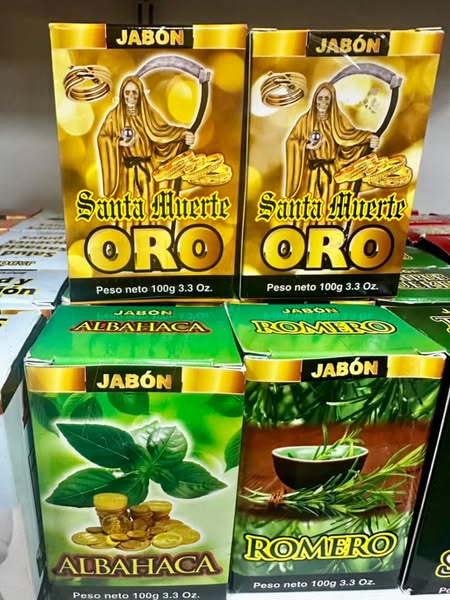 JABÓN
Santa Muerte
ORO
Peso neto 100g 3.3 Oz.
JABÓN
Santa Muerte
ORO
Peso neto 100g 3.3 Oz.
ALBAHACA
JABÓN
ALBAHACA
Peso neto 100g 3.3 Oz.
ROMERO
JABÓN
ROMERO
Peso neto 100g 3.3 Oz.